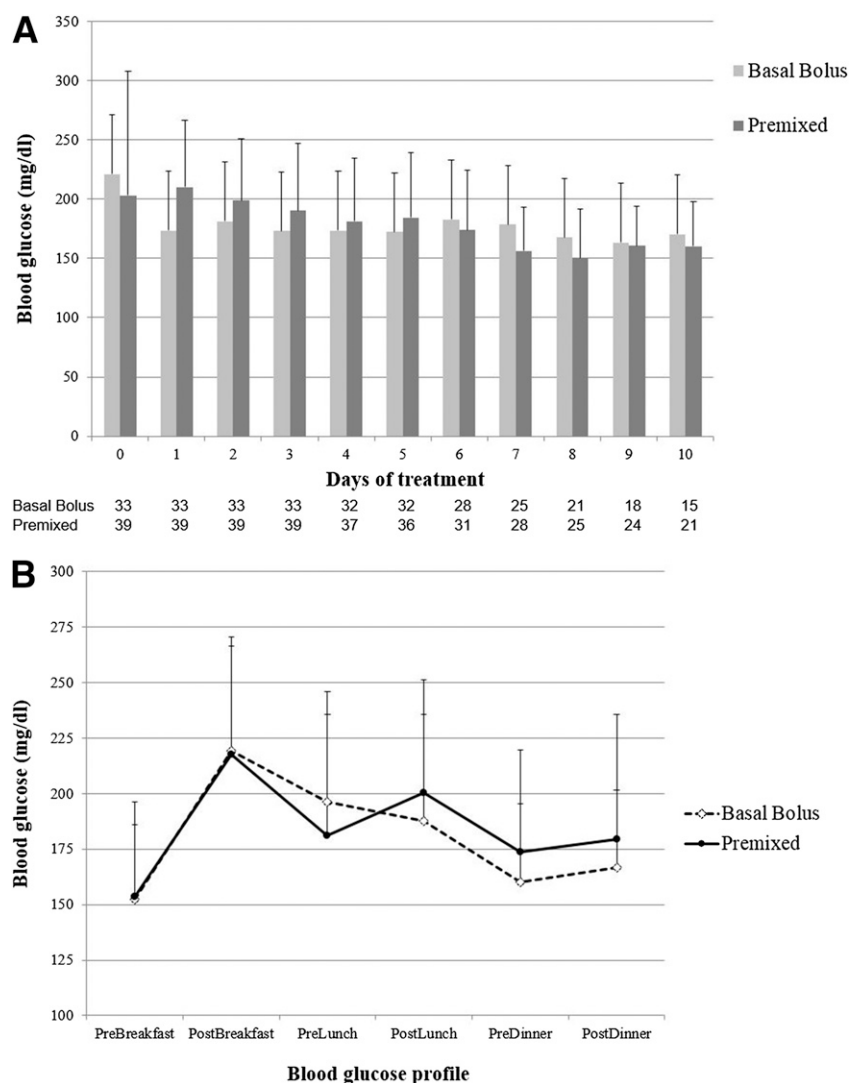 A
350
300
250
200
150
100
50
0
Blood glucose (mg/dl)
Basal Bolus
Premixed
0 1 2 3 4 5 6 7 8 9 10
Days of treatment
Basal Bolus 33 33 33 33 32 32 28 25 21 18 15
Premixed 39 39 39 39 37 36 31 28 25 24 21
B
300
275
250
225
200
175
150
125
100
Blood glucose (mg/dl)
Basal Bolus
Premixed
PreBreakfast PostBreakfast PreLunch PostLunch PreDinner PostDinner
Blood glucose profile